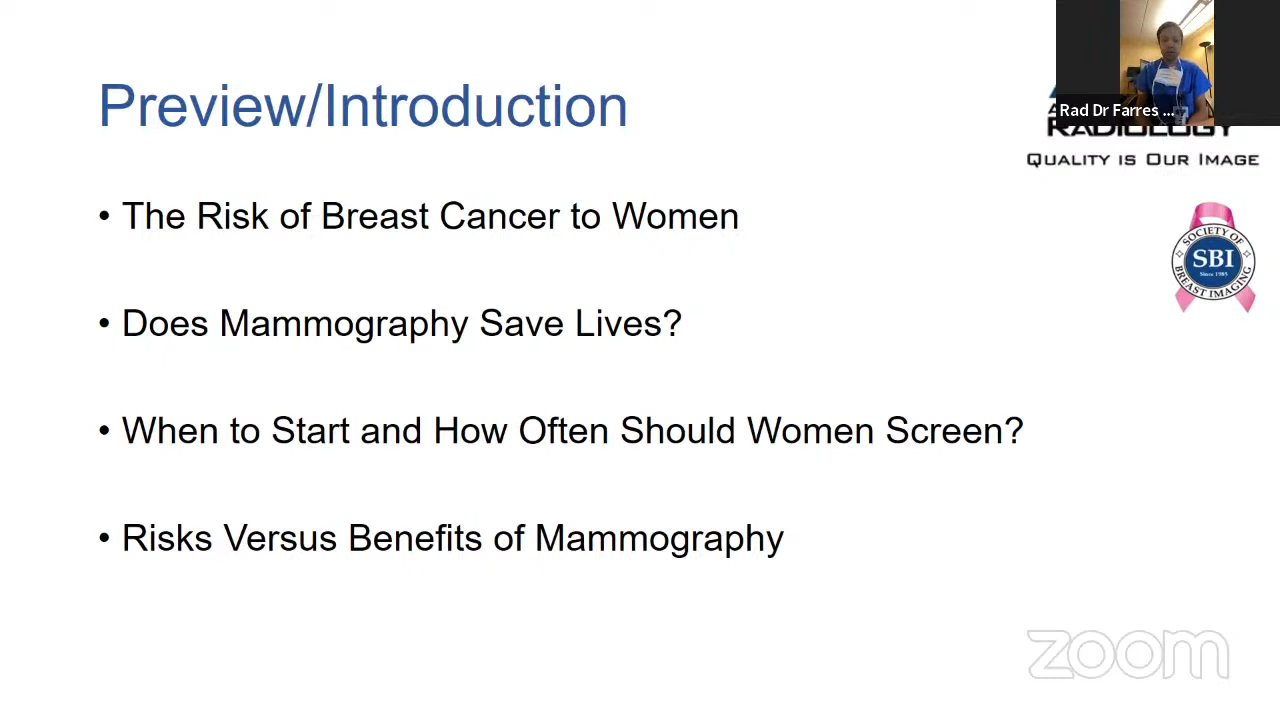 Preview/Introduction
Rad Dr Farres ...
RADIOLOGY
QUALITY IS OUR IMAGE
• The Risk of Breast Cancer to Women
SOCIETY OF
SBI
Since 1985
BREAST IMAGING
• Does Mammography Save Lives?
• When to Start and How Often Should Women Screen?
• Risks Versus Benefits of Mammography
zoom